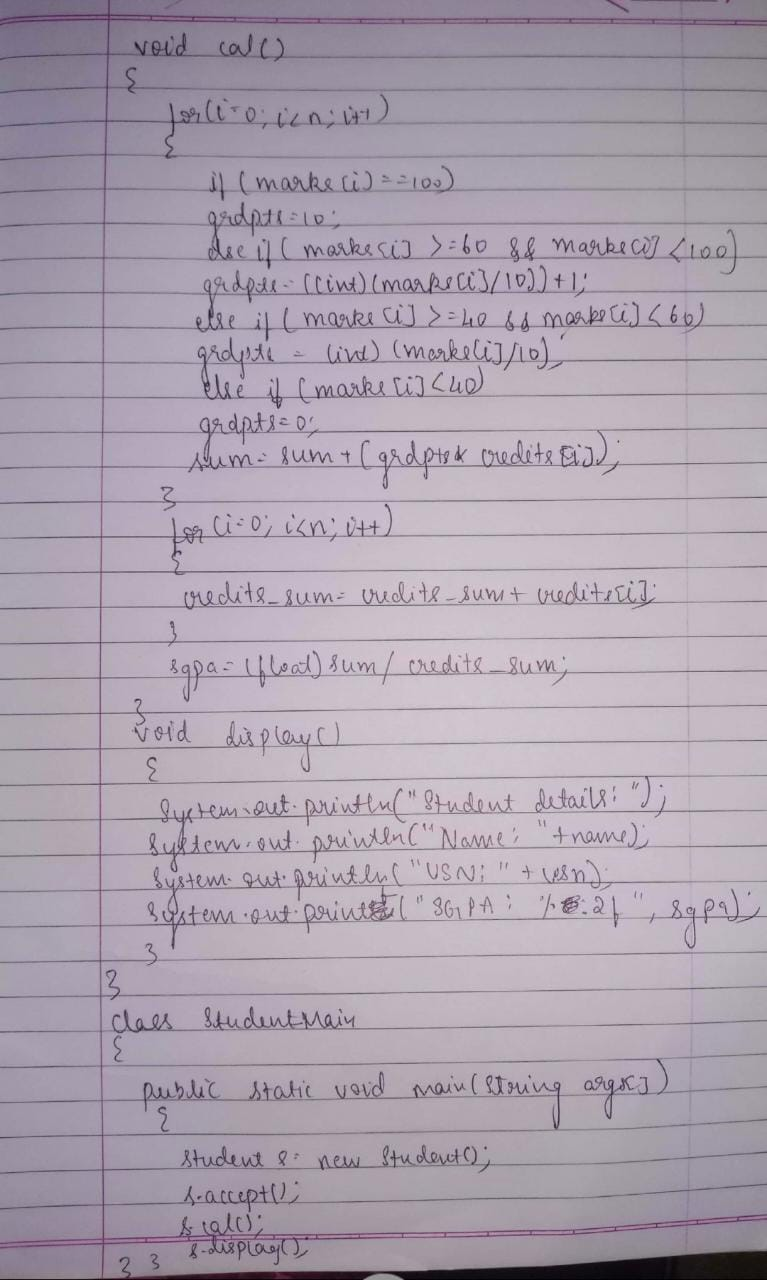 void cal()
{
for(i=0; i<n; i++)
{
if (marks[i]==100)
grdpts=10;
else if( marks[i] >=60 && marks[i] <100)
grdpts= ((int)(marks[i]/10))+1;
else if ( marks[i] >=40 && marks[i] <60)
grdpts = (int) (marks[i]/10);
else if (marks[i]<40)
grdpts=0;
sum= sum+(grdpts* credits[i]);
}
for (i=0; i<n; i++)
{
credits_sum= credits_sum+ credits[i];
}
sgpa= (float) sum/ credits_sum;
}
void display()
{
System.out.println("Student details: ");
System.out.println("Name: "+name);
System.out.println("USN: " + usn);
System.out.printf("SGPA: %.2f", sgpa);
}
}
class StudentMain
{
public static void main(String args[])
{
Student s= new Student();
s.accept();
s.cal();
s.display();
} }